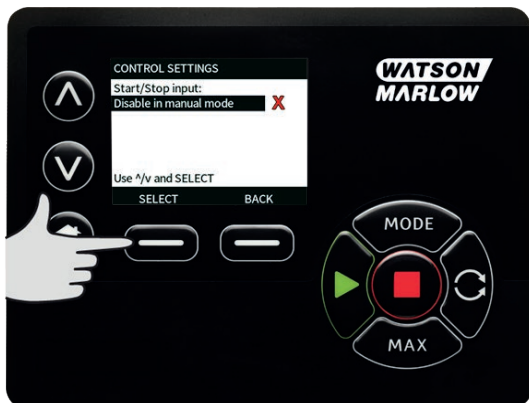 CONTROL SETTINGS
Start/Stop input:
Disable in manual mode X
Use ^/v and SELECT
SELECT BACK
WATSON
MARLOW
MODE
MAX